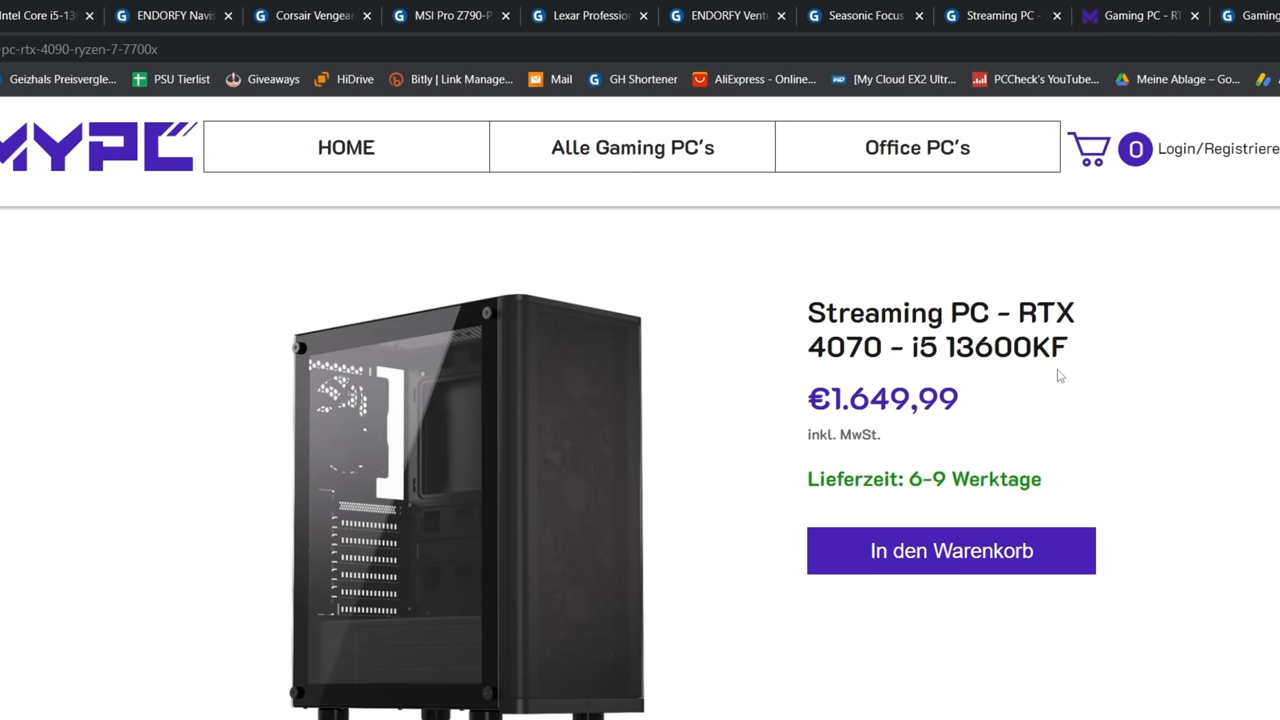 Intel Core i5-13
ENDORFY Navis
Corsair Vengean
MSI Pro Z790-P
Lexar Professio
ENDORFY Vent
Seasonic Focus
Streaming PC -
Gaming PC - RT
Gaming
-pc-rtx-4090-ryzen-7-7700x
Geizhals Preisvergle...
PSU Tierlist
Giveaways
HiDrive
Bitly | Link Manage...
Mail
GH Shortener
AliExpress - Online...
[My Cloud EX2 Ultr...
PCCheck's YouTube...
Meine Ablage – Go...
MYPC
HOME
Alle Gaming PC's
Office PC's
0
Login/Registriere
Streaming PC - RTX
4070 - i5 13600KF
€1.649,99
inkl. MwSt.
Lieferzeit: 6-9 Werktage
In den Warenkorb